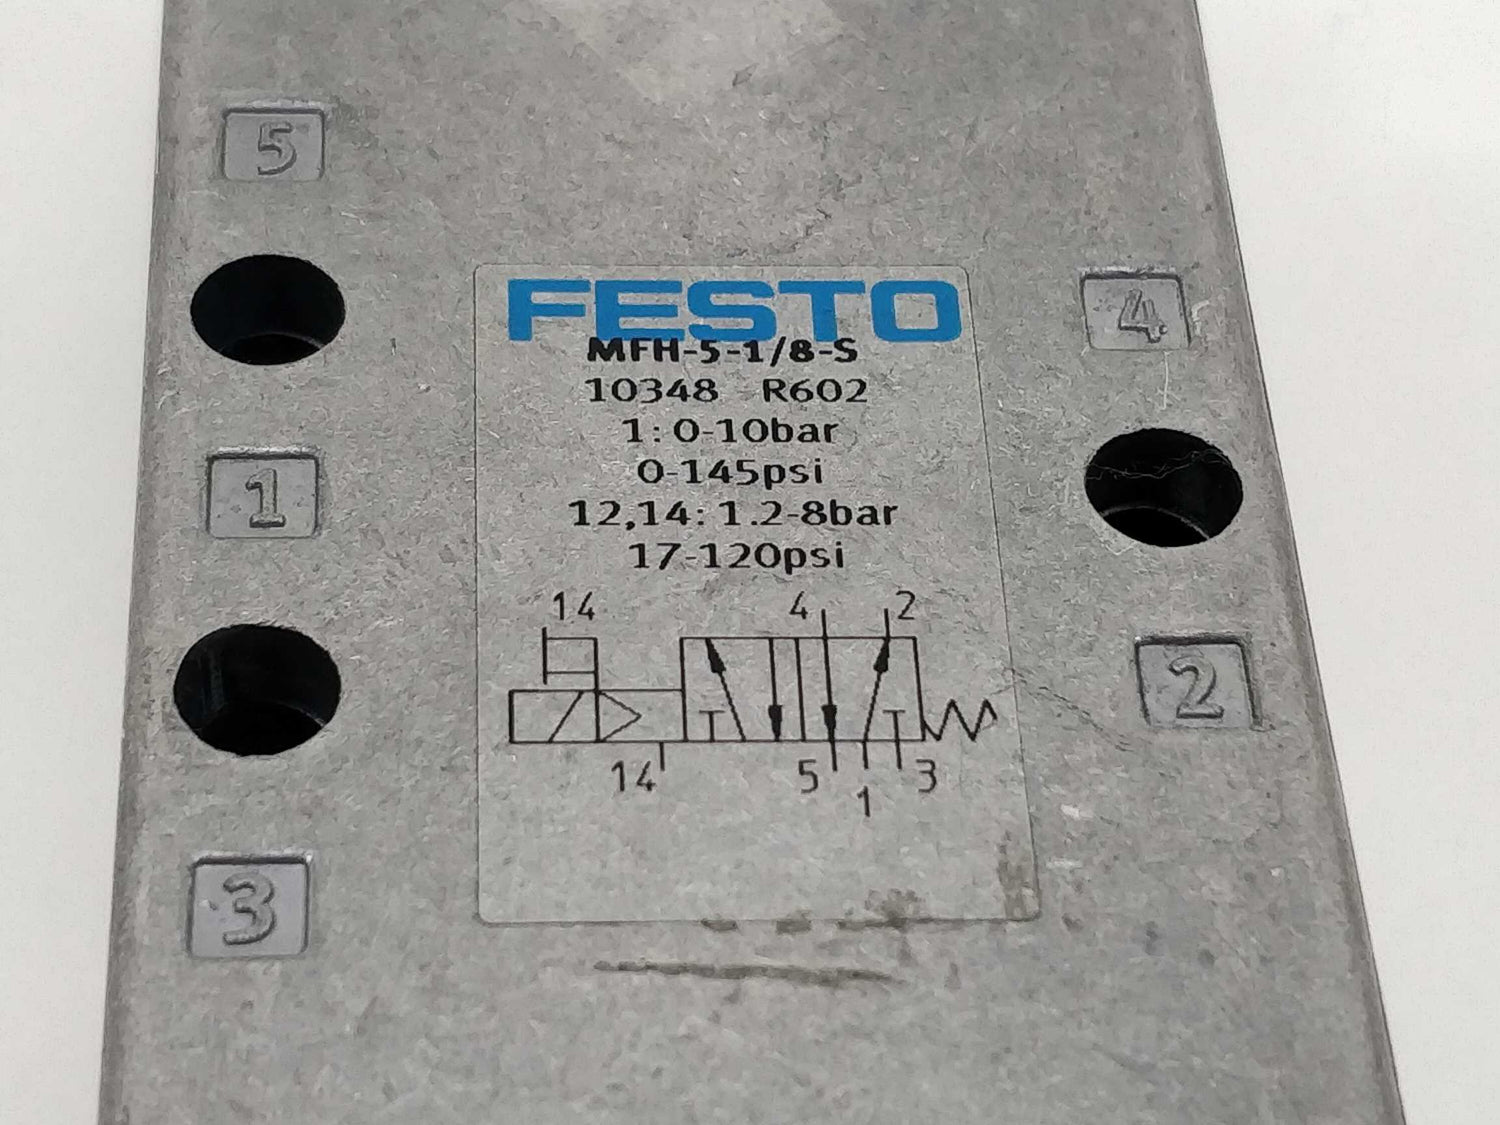 5
FESTO
MFH-5-1/8-S
10348 R602
1: 0-10bar
0-145psi
12,14: 1.2-8bar
17-120psi
4
1
14 4 2
14 5 1 3
2
3